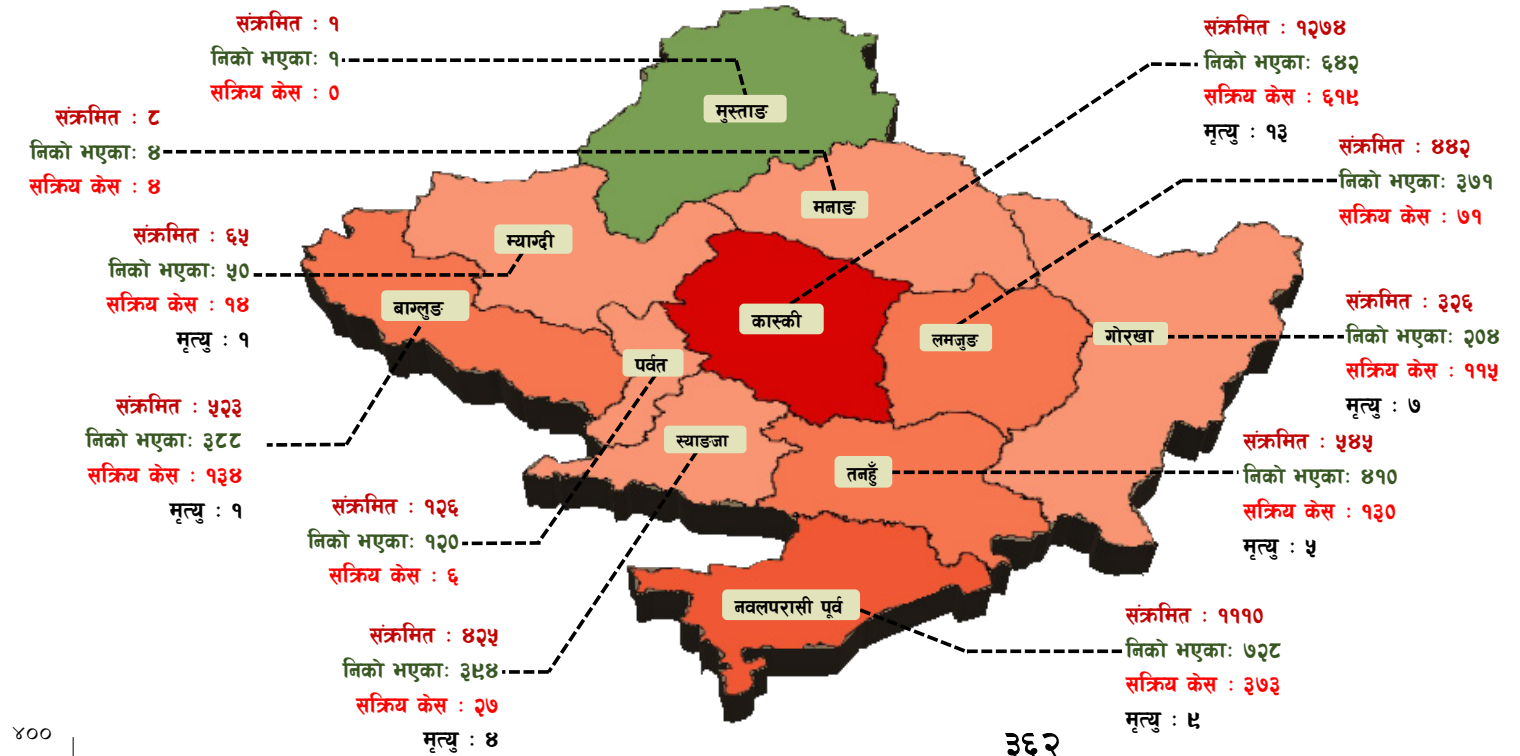 संक्रमित : १
निको भएका: १
सक्रिय केस : ०
संक्रमित : ८
निको भएका: ४
सक्रिय केस : ४
संक्रमित : ६५
निको भएका: ५०
सक्रिय केस : १४
मृत्यु : १
संक्रमित : ५२३
निको भएका: ३८८
सक्रिय केस : १३४
मृत्यु : १
संक्रमित : १२६
निको भएका: १२०
सक्रिय केस : ६
संक्रमित : ४२५
निको भएका: ३९४
सक्रिय केस : २७
मृत्यु : ४
मुस्ताङ
मनाङ
म्याग्दी
बाग्लुङ
कास्की
लमजुङ
गोरखा
पर्वत
स्याङजा
तनहुँ
नवलपरासी पूर्व
संक्रमित : १२७४
निको भएका: ६४२
सक्रिय केस : ६१९
मृत्यु : १३
संक्रमित : ४४२
निको भएका: ३७१
सक्रिय केस : ७१
संक्रमित : ३२६
निको भएका: २०४
सक्रिय केस : ११५
मृत्यु : ७
संक्रमित : ५४५
निको भएका: ४१०
सक्रिय केस : १३०
मृत्यु : ५
संक्रमित : १११०
निको भएका: ७२८
सक्रिय केस : ३७३
मृत्यु : ९
४००
३६२